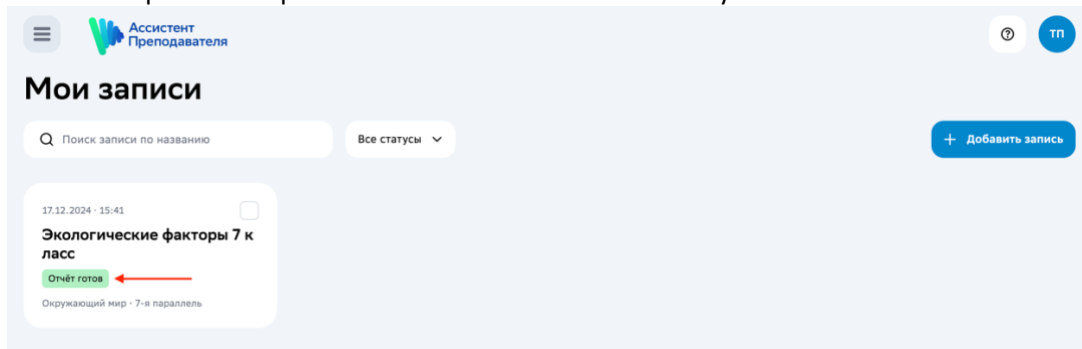 Ассистент
Преподавателя
ТП
Мои записи
Поиск записи по названию
Все статусы
+ Добавить запись
17.12.2024 · 15:41
Экологические факторы 7 к
ласс
Отчёт готов
Окружающий мир · 7-я параллель